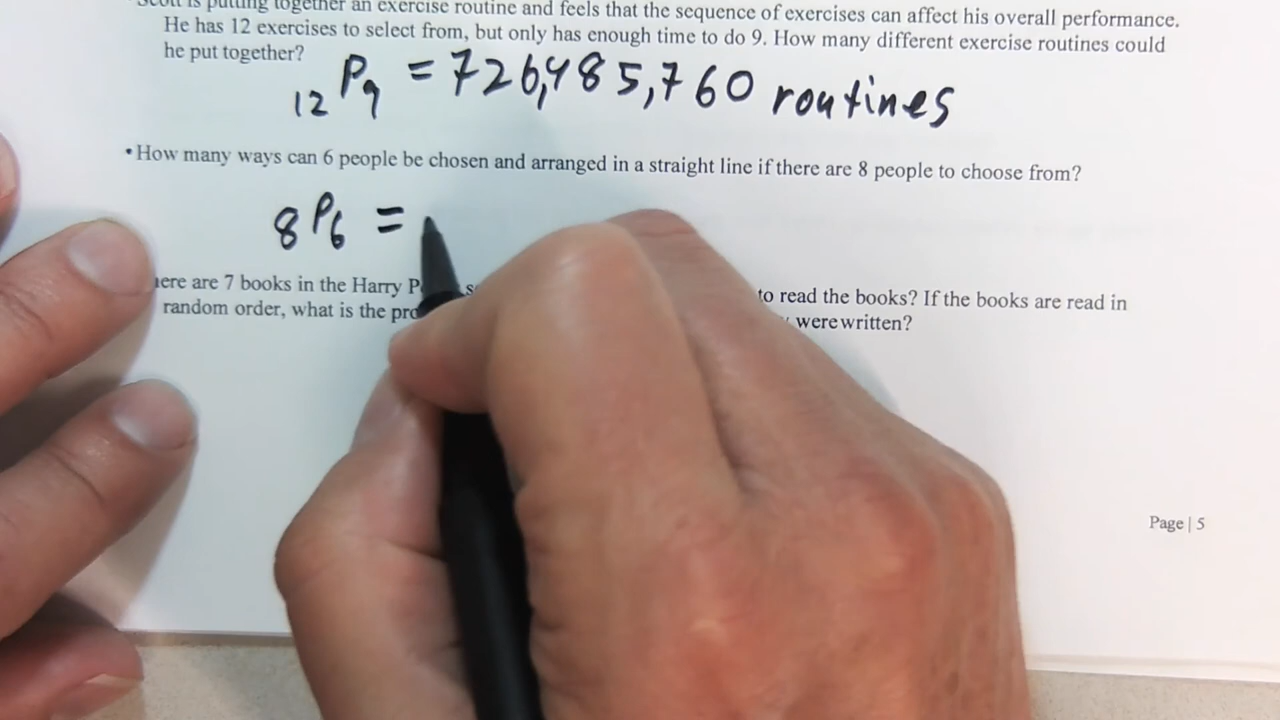 Scott is putting together an exercise routine and feels that the sequence of exercises can affect his overall performance.
He has 12 exercises to select from, but only has enough time to do 9. How many different exercise routines could
he put together?
12 P9 = 726,485,760 routines
•How many ways can 6 people be chosen and arranged in a straight line if there are 8 people to choose from?
8 P6 =
are 7 books in the Harry to read the books? If the books are read in
random order, what is the were written?
Page | 5